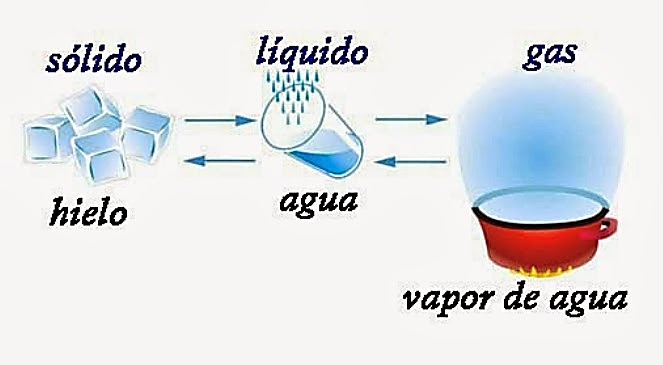 sólido
líquido
gas
hielo
agua
vapor de agua